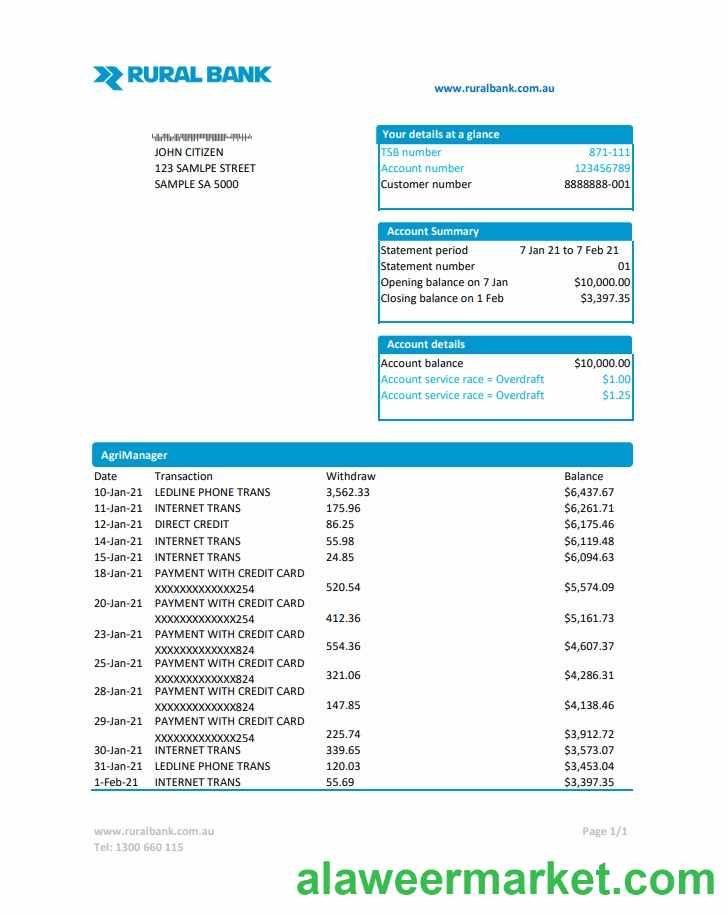 RURAL BANK
www.ruralbank.com.au
JOHN CITIZEN
123 SAMLPE STREET
SAMPLE SA 5000
Your details at a glance
TSB number 871-111
Account number 123456789
Customer number 8888888-001
Account Summary
Statement period 7 Jan 21 to 7 Feb 21
Statement number 01
Opening balance on 7 Jan $10,000.00
Closing balance on 1 Feb $3,397.35
Account details
Account balance $10,000.00
Account service race = Overdraft $1.00
Account service race = Overdraft $1.25
AgriManager
Date Transaction Withdraw Balance
10-Jan-21 LEDLINE PHONE TRANS 3,562.33 $6,437.67
11-Jan-21 INTERNET TRANS 175.96 $6,261.71
12-Jan-21 DIRECT CREDIT 86.25 $6,175.46
14-Jan-21 INTERNET TRANS 55.98 $6,119.48
15-Jan-21 INTERNET TRANS 24.85 $6,094.63
18-Jan-21 PAYMENT WITH CREDIT CARD
XXXXXXXXXXXXX254 520.54 $5,574.09
20-Jan-21 PAYMENT WITH CREDIT CARD
XXXXXXXXXXXXX254 412.36 $5,161.73
23-Jan-21 PAYMENT WITH CREDIT CARD
XXXXXXXXXXXXX824 554.36 $4,607.37
25-Jan-21 PAYMENT WITH CREDIT CARD
XXXXXXXXXXXXX824 321.06 $4,286.31
28-Jan-21 PAYMENT WITH CREDIT CARD
XXXXXXXXXXXXX824 147.85 $4,138.46
29-Jan-21 PAYMENT WITH CREDIT CARD
XXXXXXXXXXXXX254 225.74 $3,912.72
30-Jan-21 INTERNET TRANS 339.65 $3,573.07
31-Jan-21 LEDLINE PHONE TRANS 120.03 $3,453.04
1-Feb-21 INTERNET TRANS 55.69 $3,397.35
www.ruralbank.com.au Page 1/1
Tel: 1300 660 115
alaweermarket.com